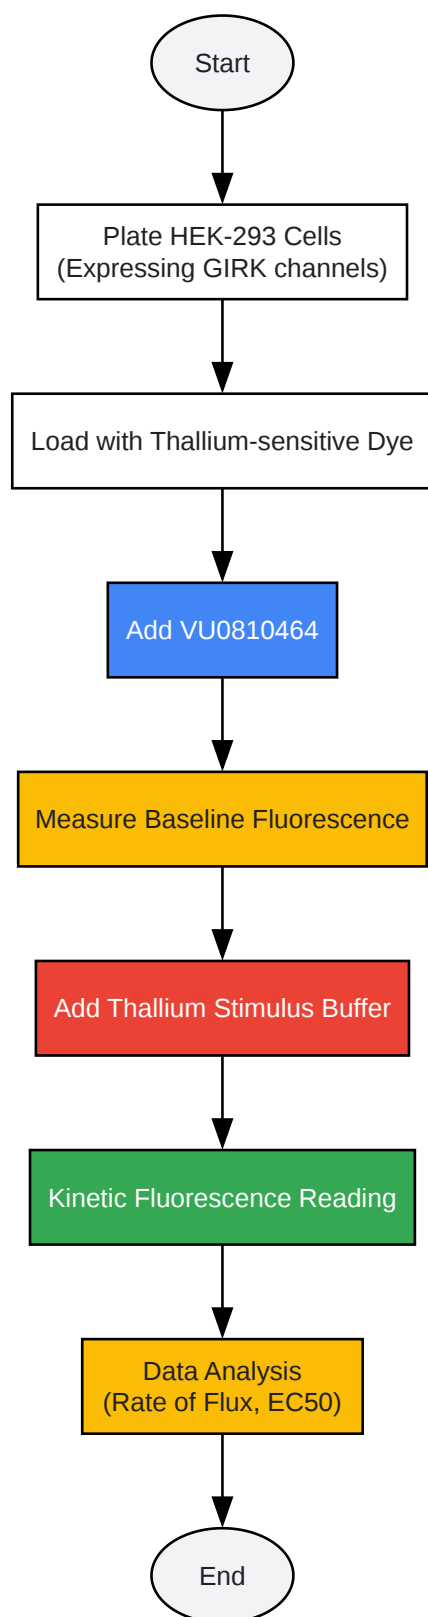 Start
Plate HEK-293 Cells
(Expressing GIRK channels)
Load with Thallium-sensitive Dye
Add VU0810464
Measure Baseline Fluorescence
Add Thallium Stimulus Buffer
Kinetic Fluorescence Reading
Data Analysis
(Rate of Flux, EC50)
End